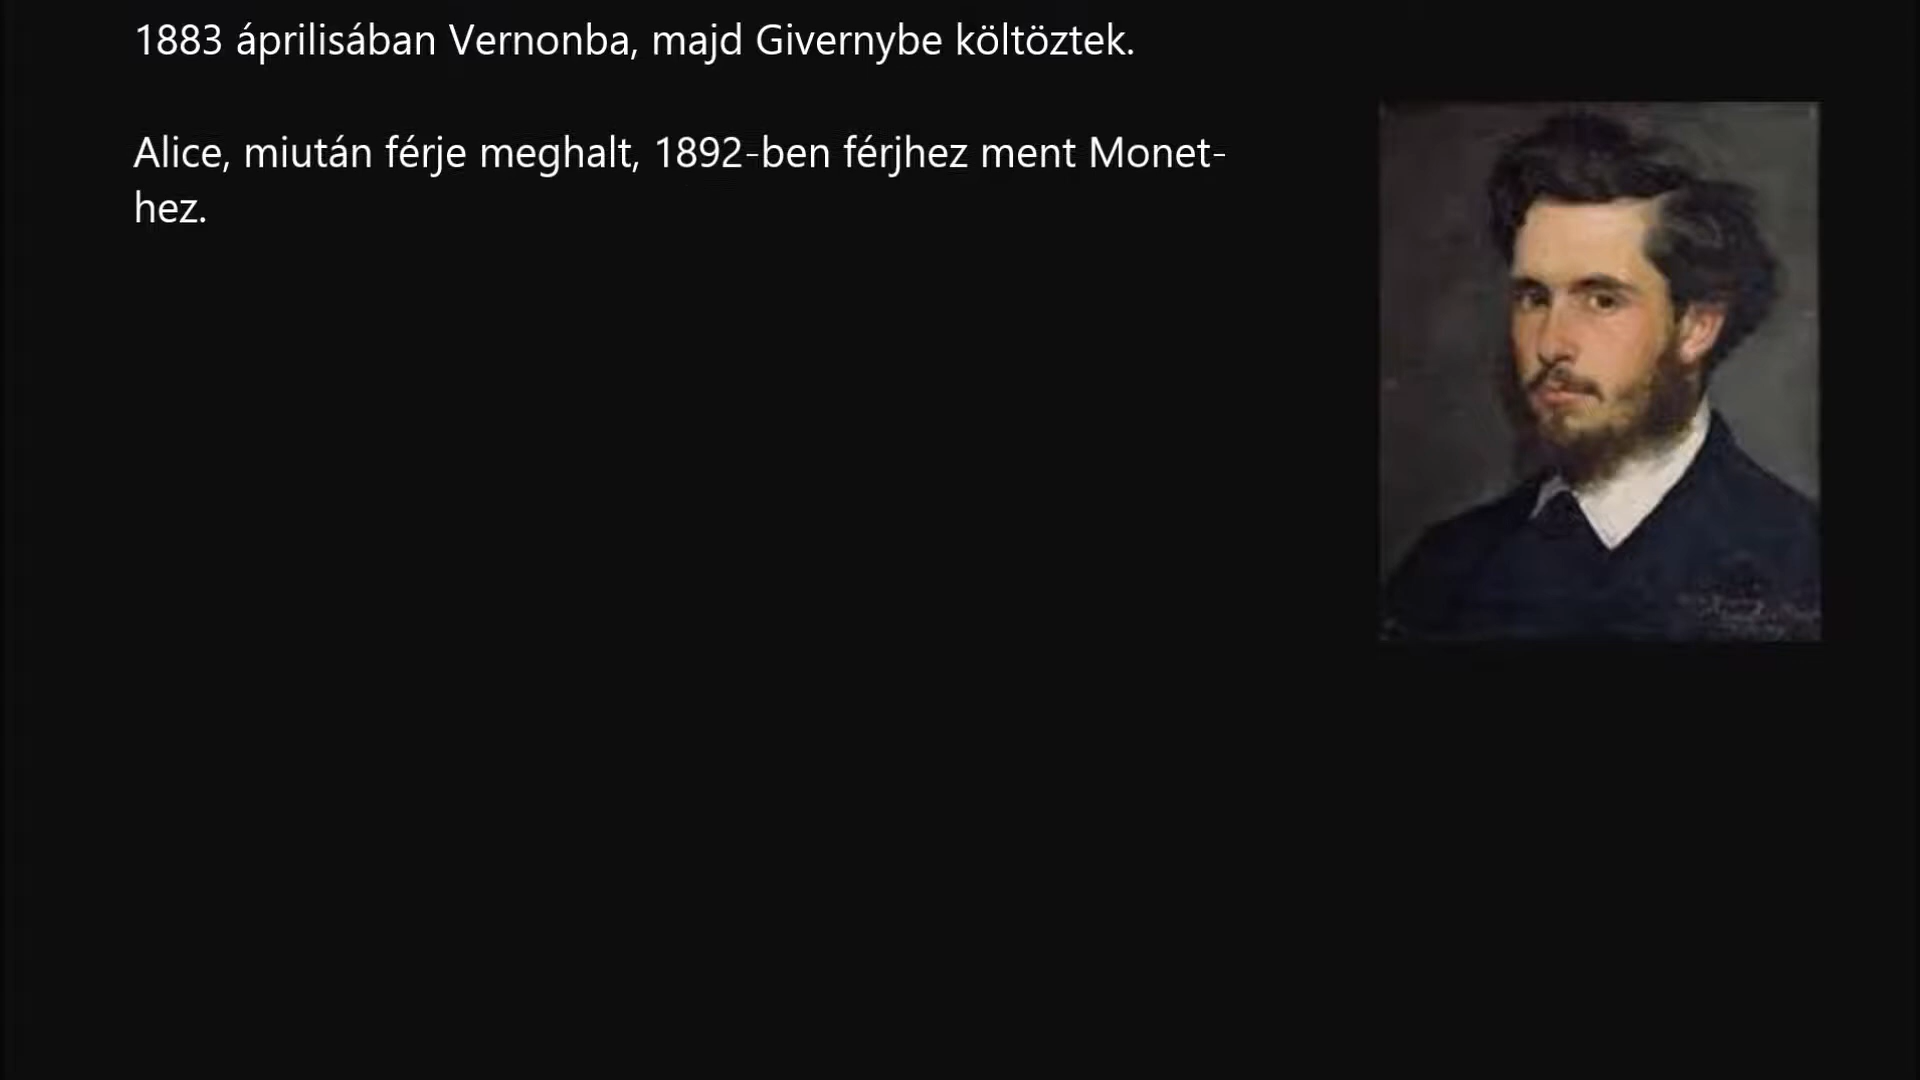 1883 áprilisában Vernonba, majd Givernybe költöztek.
Alice, miután férje meghalt, 1892-ben férjhez ment Monet-
hez.